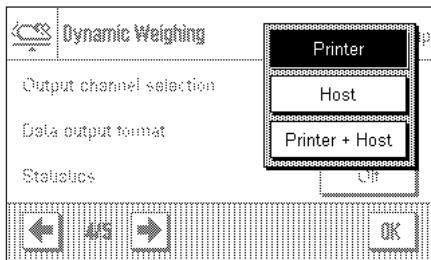 Dynamic Weighing
Printer
p
Output channel selection
Host
Data output format
Printer + Host
Statistics
Off
4/5
OK